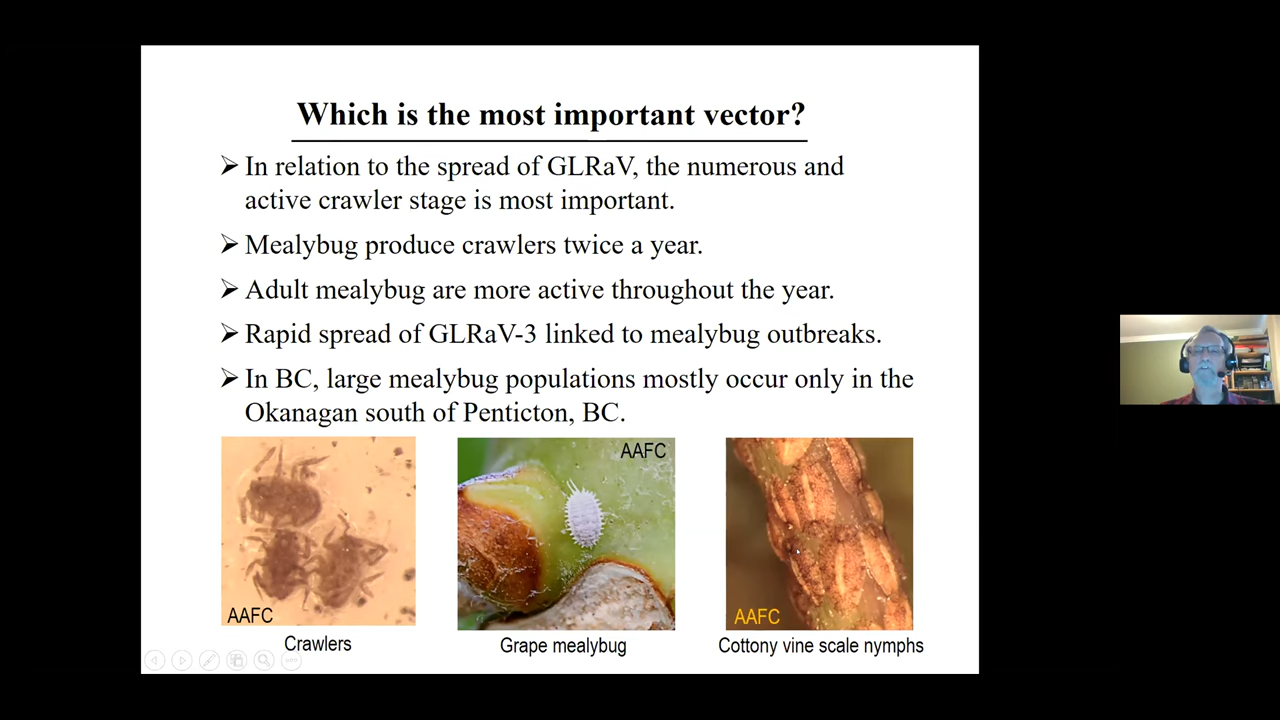 Which is the most important vector?
➢ In relation to the spread of GLRaV, the numerous and
active crawler stage is most important.
➢ Mealybug produce crawlers twice a year.
➢ Adult mealybug are more active throughout the year.
➢ Rapid spread of GLRaV-3 linked to mealybug outbreaks.
➢ In BC, large mealybug populations mostly occur only in the
Okanagan south of Penticton, BC.
AAFC
AAFC
AAFC
Crawlers
Grape mealybug
Cottony vine scale nymphs